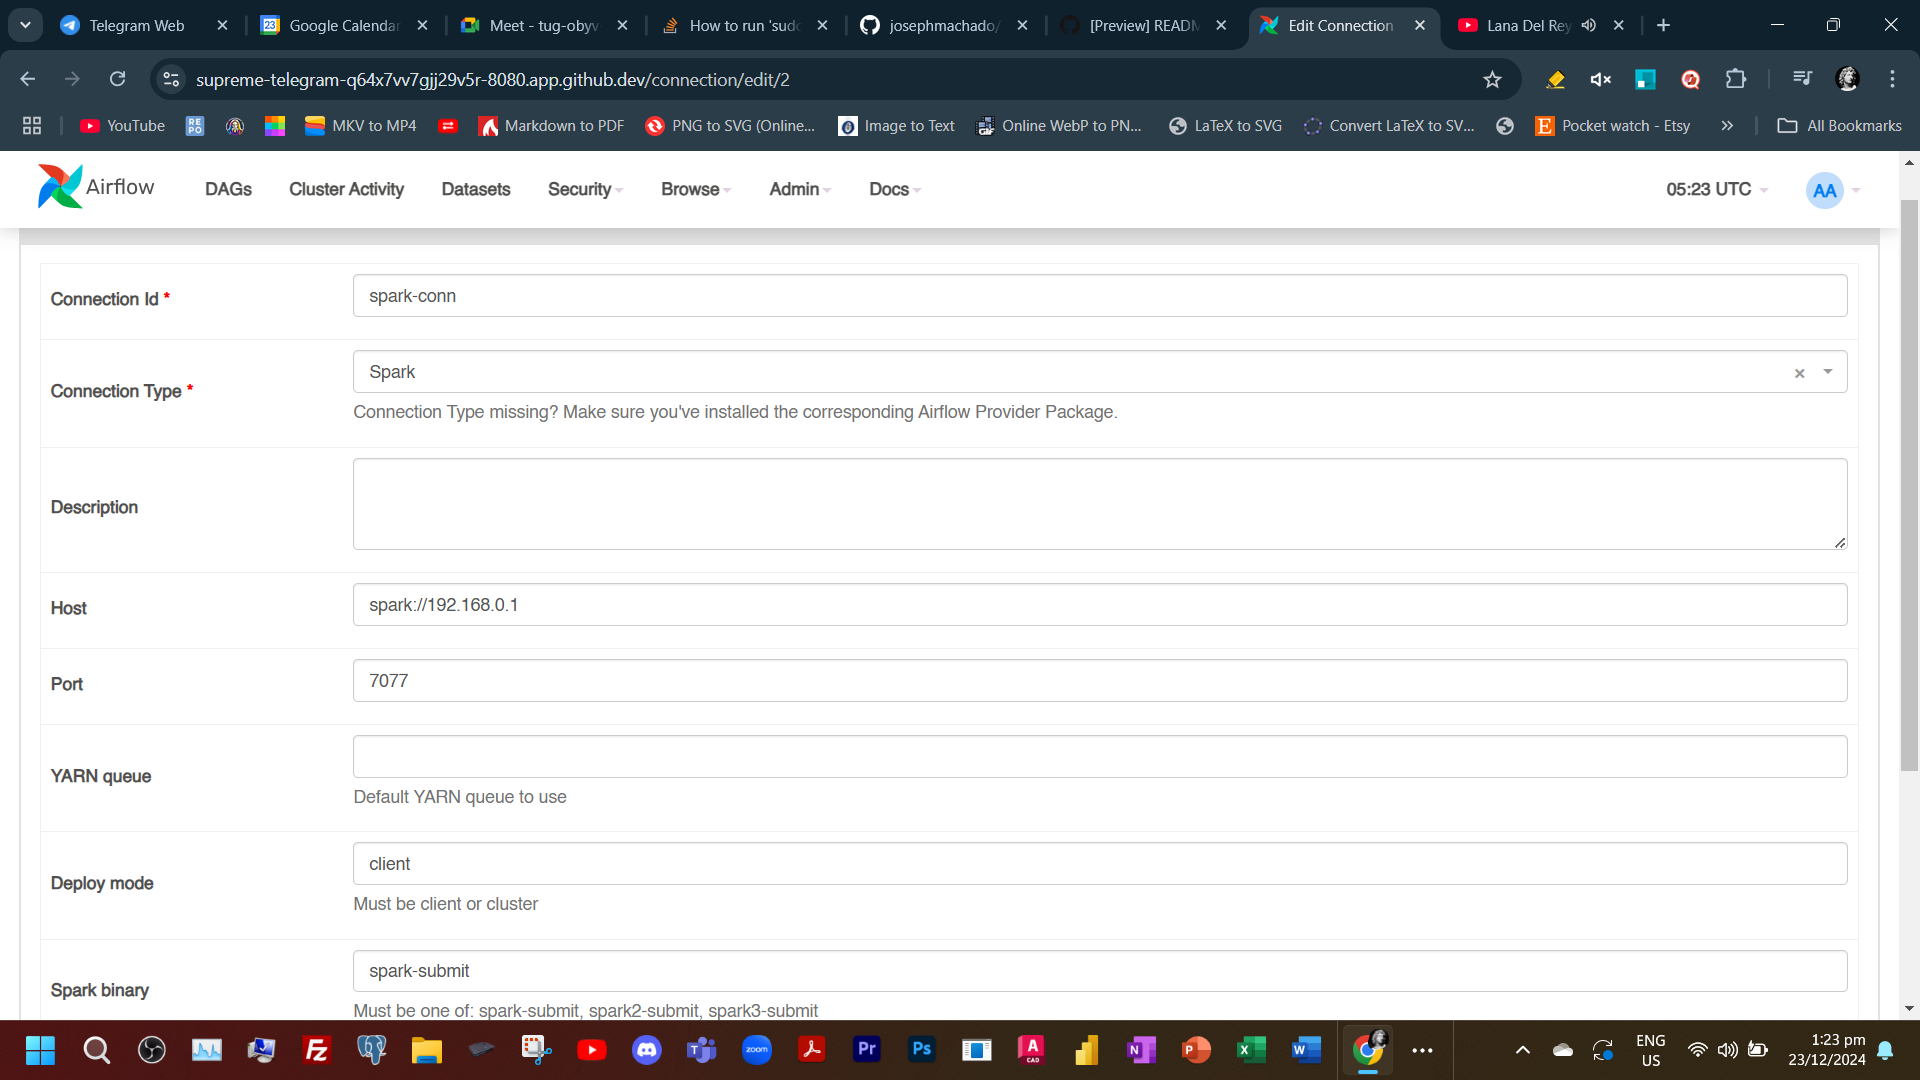 Telegram Web
Google Calendar
Meet - tug-obyv
How to run 'sudo
josephmachado/
[Preview] READM
Edit Connection
Lana Del Rey
supreme-telegram-q64x7vv7gjj29v5r-8080.app.github.dev/connection/edit/2
YouTube
RE PO
MKV to MP4
Markdown to PDF
PNG to SVG (Online...
Image to Text
Online WebP to PN...
LaTeX to SVG
Convert LaTeX to SV...
Pocket watch - Etsy
All Bookmarks
Airflow
DAGs
Cluster Activity
Datasets
Security
Browse
Admin
Docs
05:23 UTC
AA
Connection Id *
spark-conn
Connection Type *
Spark
Connection Type missing? Make sure you've installed the corresponding Airflow Provider Package.
Description
Host
spark://192.168.0.1
Port
7077
YARN queue
Default YARN queue to use
Deploy mode
client
Must be client or cluster
Spark binary
spark-submit
Must be one of: spark-submit, spark2-submit, spark3-submit
ENG
US
1:23 pm
23/12/2024